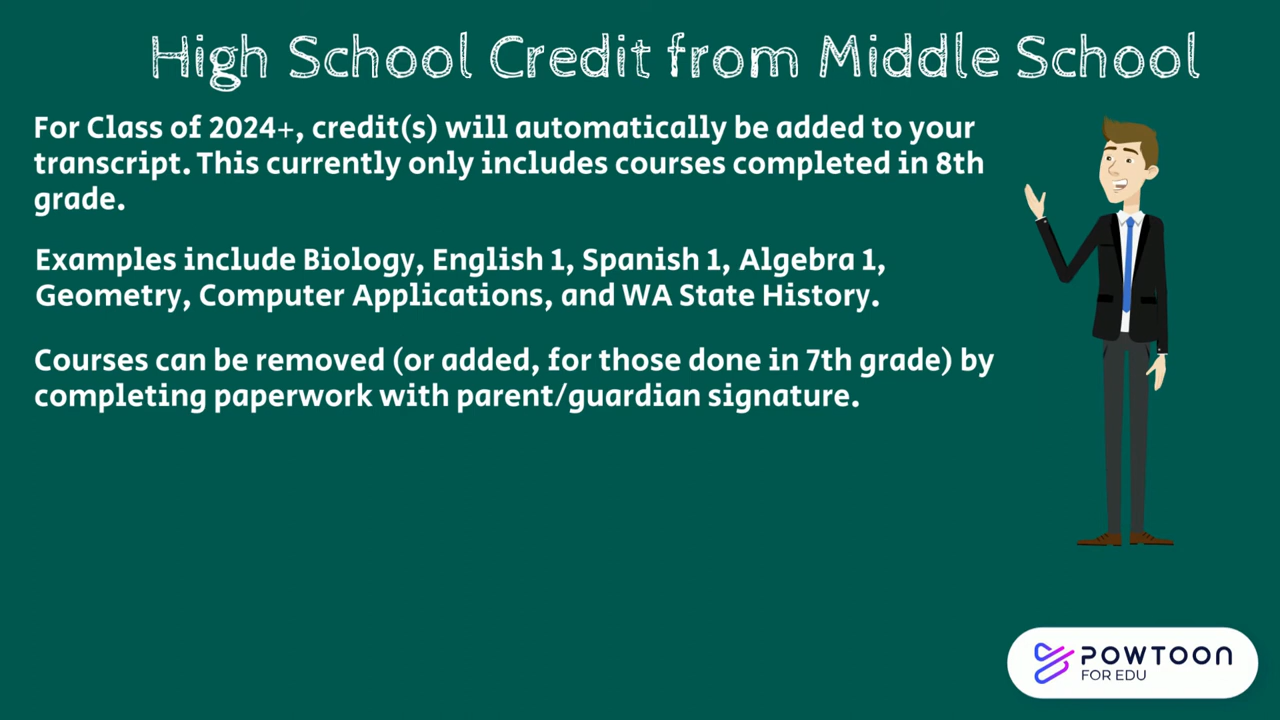 High School Credit from Middle School
For Class of 2024+, credit(s) will automatically be added to your
transcript. This currently only includes courses completed in 8th
grade.
Examples include Biology, English 1, Spanish 1, Algebra 1,
Geometry, Computer Applications, and WA State History.
Courses can be removed (or added, for those done in 7th grade) by
completing paperwork with parent/guardian signature.
POWTOON
FOR EDU